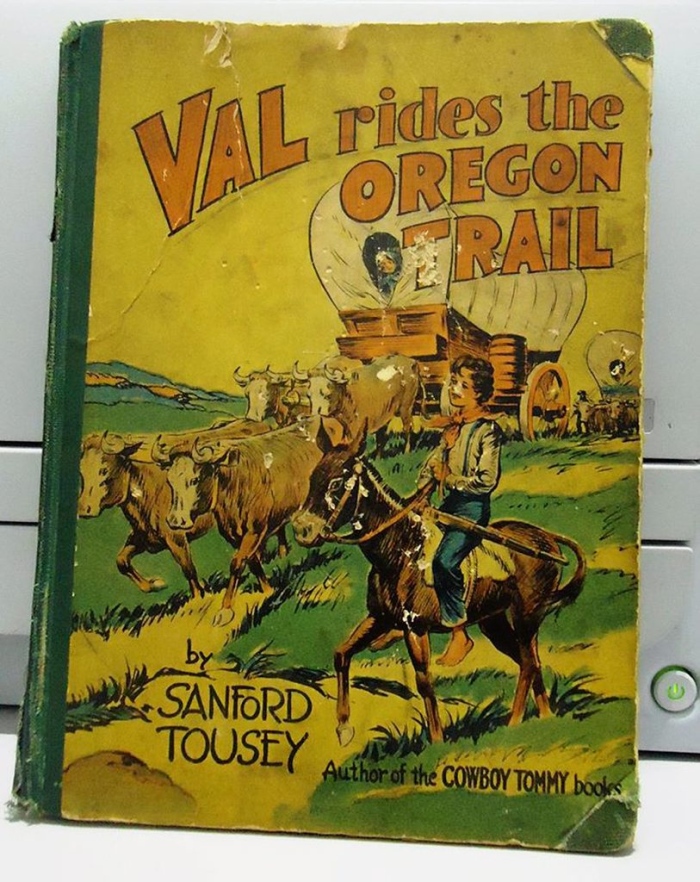 VAL rides the
OREGON
TRAIL
by
SANFORD
TOUSEY
Author of the COWBOY TOMMY books